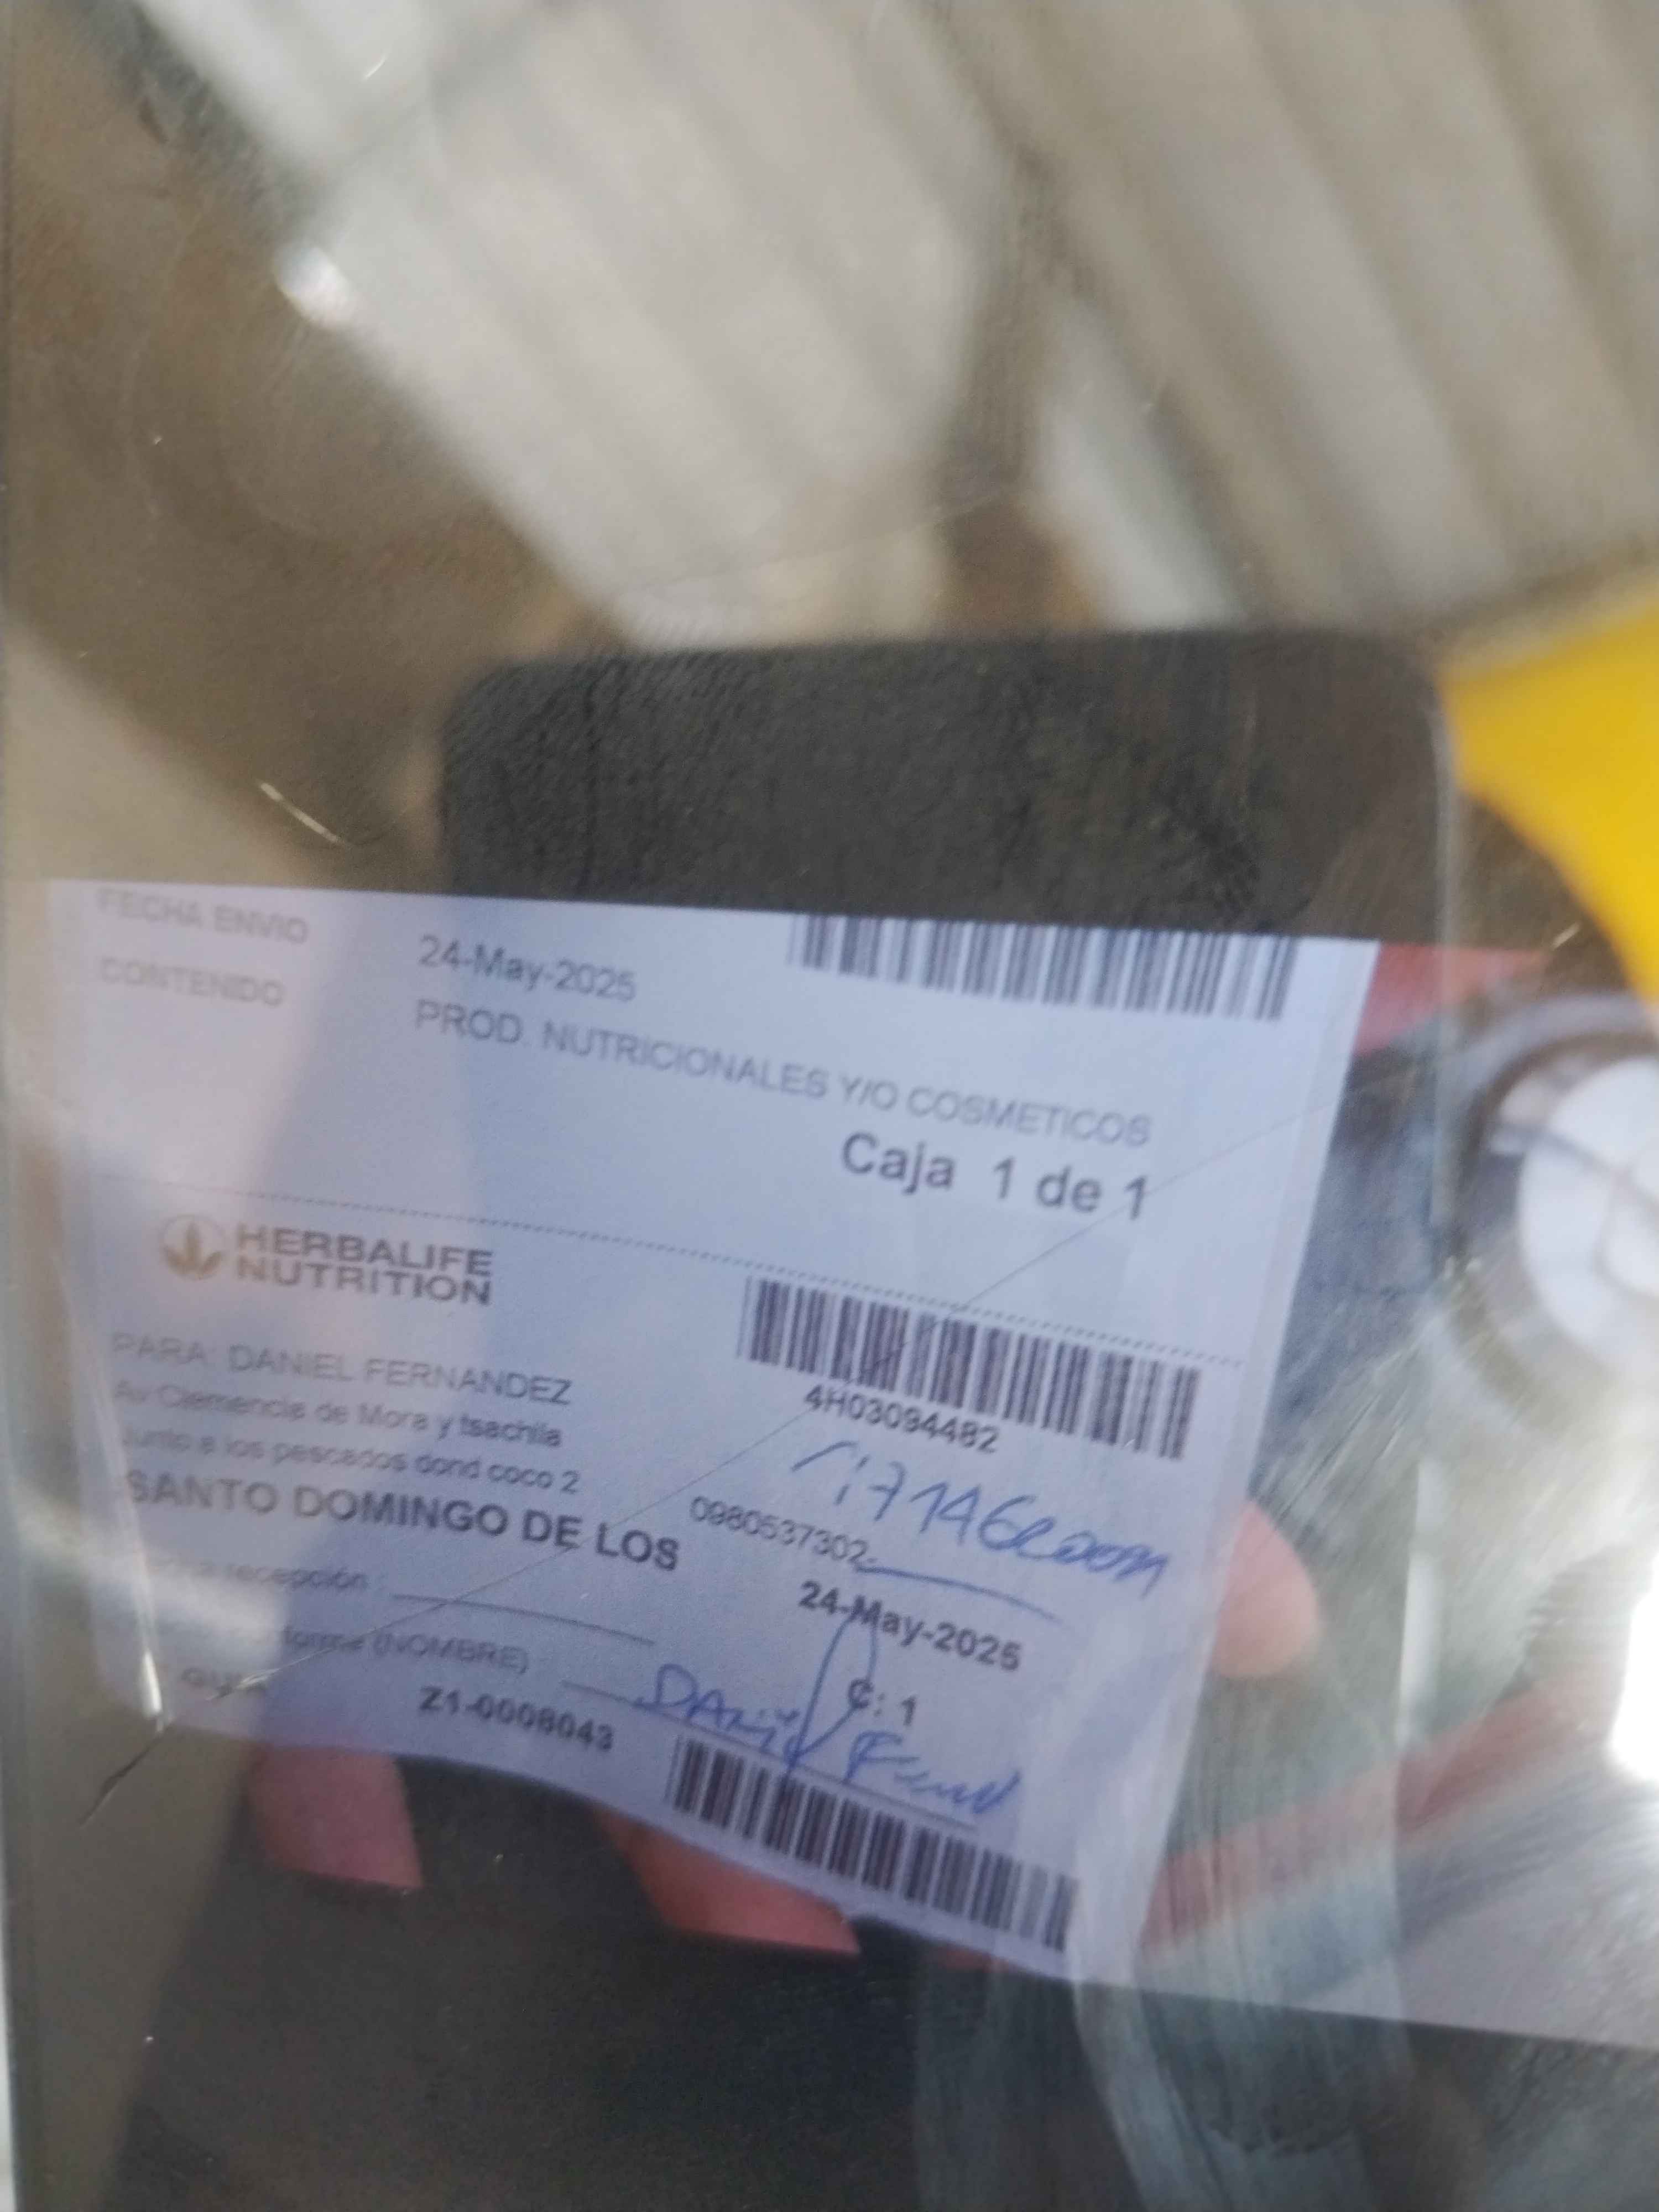 FECHA ENVIO 24-May-2025
CONTENIDO PROD. NUTRICIONALES Y/O COSMETICOS
Caja 1 de 1
HERBALIFE
NUTRITION
PARA: DANIEL FERNANDEZ
4H03094482
Av Clemencia de Mora y tsachila
Junto a los pescados dond coco 2
0980537302
SANTO DOMINGO DE LOS
24-May-2025
recepción
(NOMBRE)
C: 1
Z1-0008043